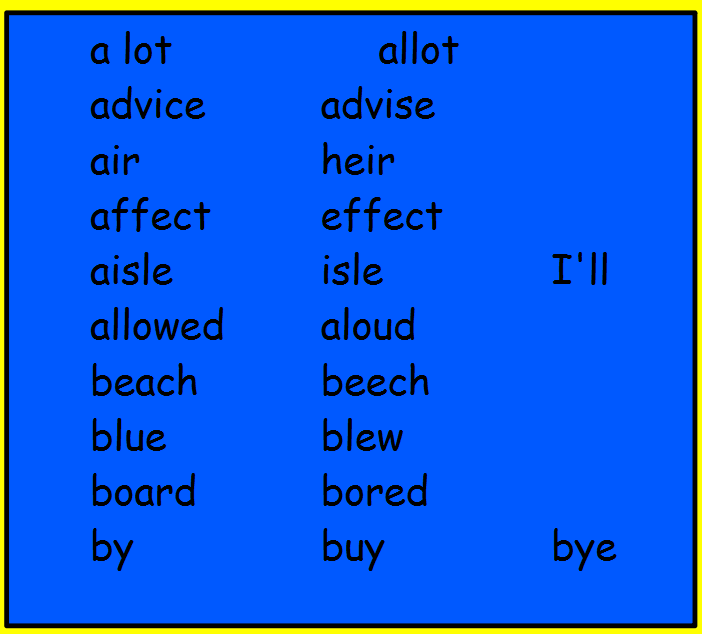 a lot allot
advice advise
air heir
affect effect
aisle isle I'll
allowed aloud
beach beech
blue blew
board bored
by buy bye